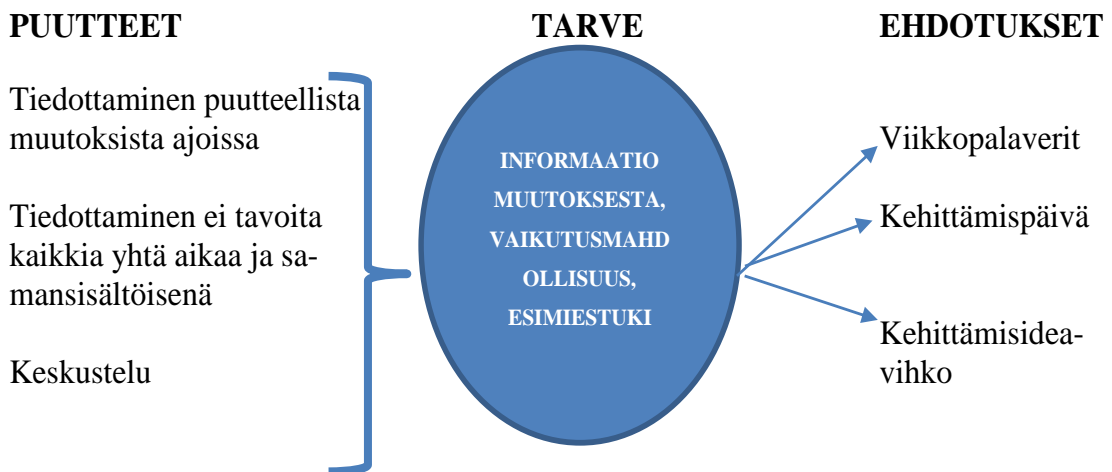 PUUTTEET
Tiedottaminen puutteellista
muutoksista ajoissa
Tiedottaminen ei tavoita
kaikkia yhtä aikaa ja sa-
mansisältöisenä
Keskustelu
TARVE
INFORMAATIO
MUUTOKSESTA,
VAIKUTUSMAHD
OLLISUUS,
ESIMIESTUKI
EHDOTUKSET
Viikkopalaverit
Kehittämispäivä
Kehittämisidea-
vihko